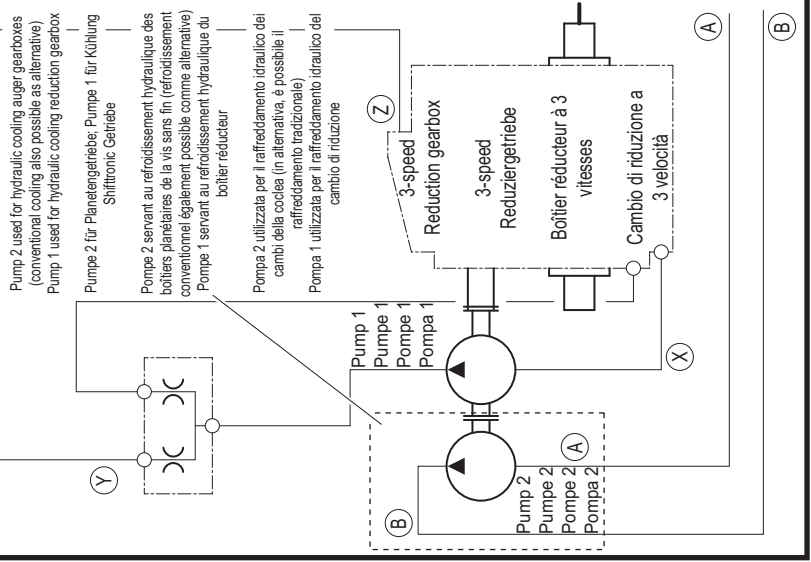 Pump 2 used for hydraulic cooling auger gearboxes
(conventional cooling also possible as alternative)
Pump 1 used for hydraulic cooling reduction gearbox
Pumpe 2 für Planetengetriebe; Pumpe 1 für Kühlung
Shifttronic Getriebe
Pompe 2 servant au refroidissement hydraulique des
boîtiers planétaires de la vis sans fin (refroidissement
conventionnel également possible comme alternative)
Pompe 1 servant au refroidissement hydraulique du
boîtier réducteur
Pompa 2 utilizzata per il raffreddamento idraulico dei
cambi della coclea (in alternativa, è possibile il
raffreddamento tradizionale)
Pompa 1 utilizzata per il raffreddamento idraulico del
cambio di riduzione
Y
Z
3-speed
Reduction gearbox
3-speed
Reduziergetriebe
Boîtier réducteur à 3
vitesses
Cambio di riduzione a
3 velocità
Pump 1
Pumpe 1
Pompe 1
Pompa 1
X
B
Pump 2
Pumpe 2
Pompe 2
Pompa 2
A
A
B